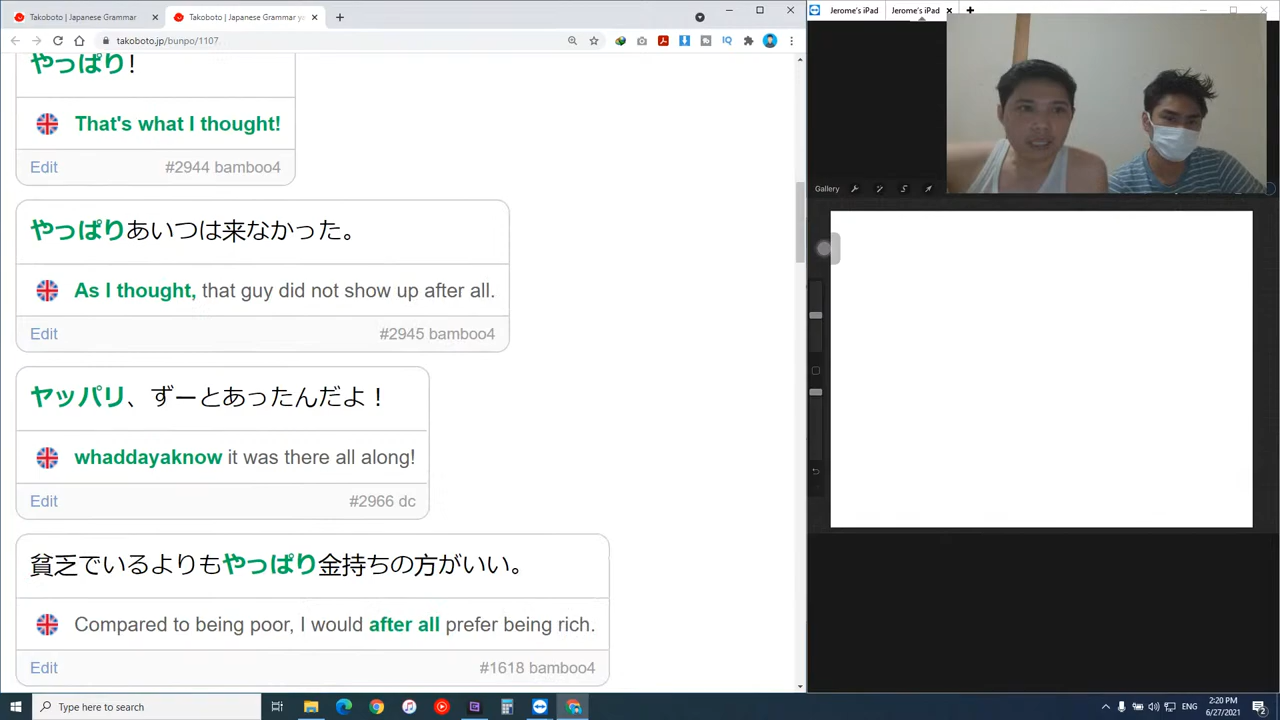 Takoboto | Japanese Grammar
Takoboto | Japanese Grammar ye
takoboto.jp/bunpo/1107
やっぱり!
That's what I thought!
Edit
#2944 bamboo4
やっぱりあいつは来なかった。
As I thought, that guy did not show up after all.
Edit
#2945 bamboo4
ヤッパリ、ずーとあったんだよ！
whaddayaknow it was there all along!
Edit
#2966 dc
貧乏でいるよりもやっぱり金持ちの方がいい。
Compared to being poor, I would after all prefer being rich.
Edit
#1618 bamboo4
Jerome's iPad
Jerome's iPad
Gallery
Type here to search
ENG
2:20 PM
6/27/2021